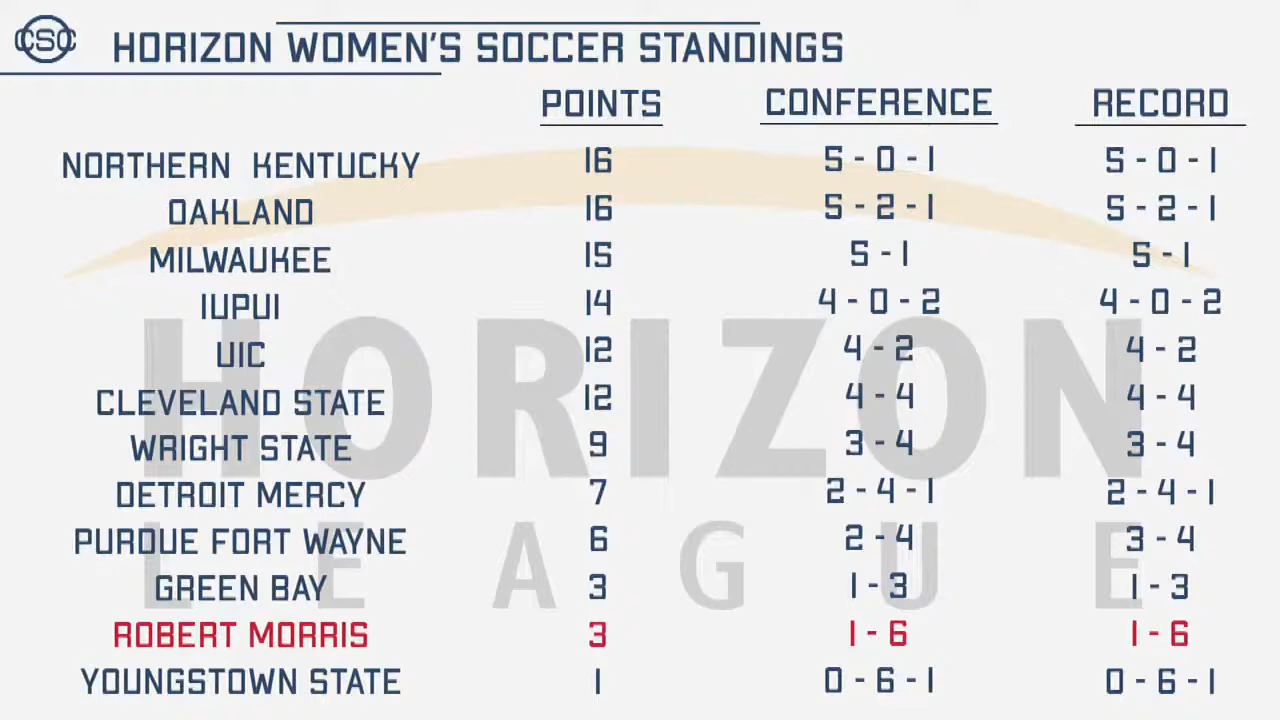 CSC HORIZON WOMEN'S SOCCER STANDINGS
POINTS CONFERENCE RECORD
NORTHERN KENTUCKY 16 5 - 0 - 1 5 - 0 - 1
OAKLAND 16 5 - 2 - 1 5 - 2 - 1
MILWAUKEE 15 5 - 1 5 - 1
IUPUI 14 4 - 0 - 2 4 - 0 - 2
UIC 12 4 - 2 4 - 2
CLEVELAND STATE 12 4 - 4 4 - 4
WRIGHT STATE 9 3 - 4 3 - 4
DETROIT MERCY 7 2 - 4 - 1 2 - 4 - 1
PURDUE FORT WAYNE 6 2 - 4 3 - 4
GREEN BAY 3 1 - 3 1 - 3
ROBERT MORRIS 3 1 - 6 1 - 6
YOUNGSTOWN STATE 1 0 - 6 - 1 0 - 6 - 1
HORIZON
LEAGUE